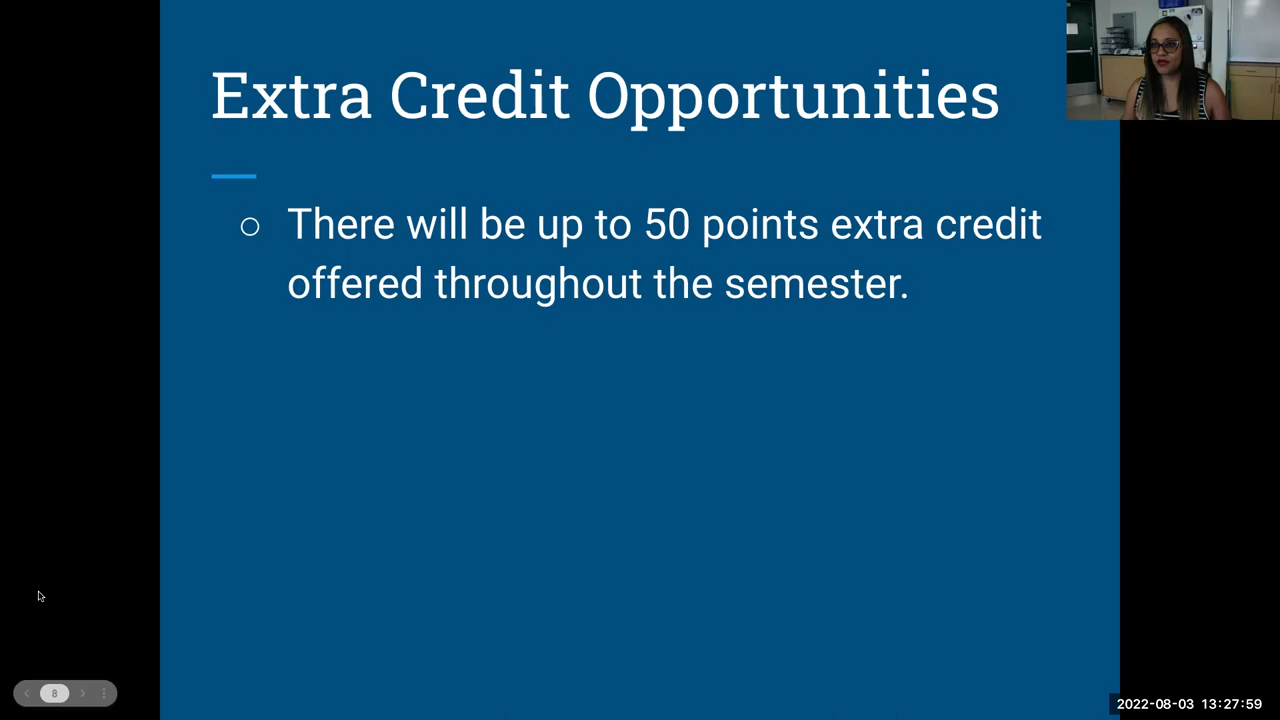 Extra Credit Opportunities
○ There will be up to 50 points extra credit
offered throughout the semester.
8
2022-08-03 13:27:59